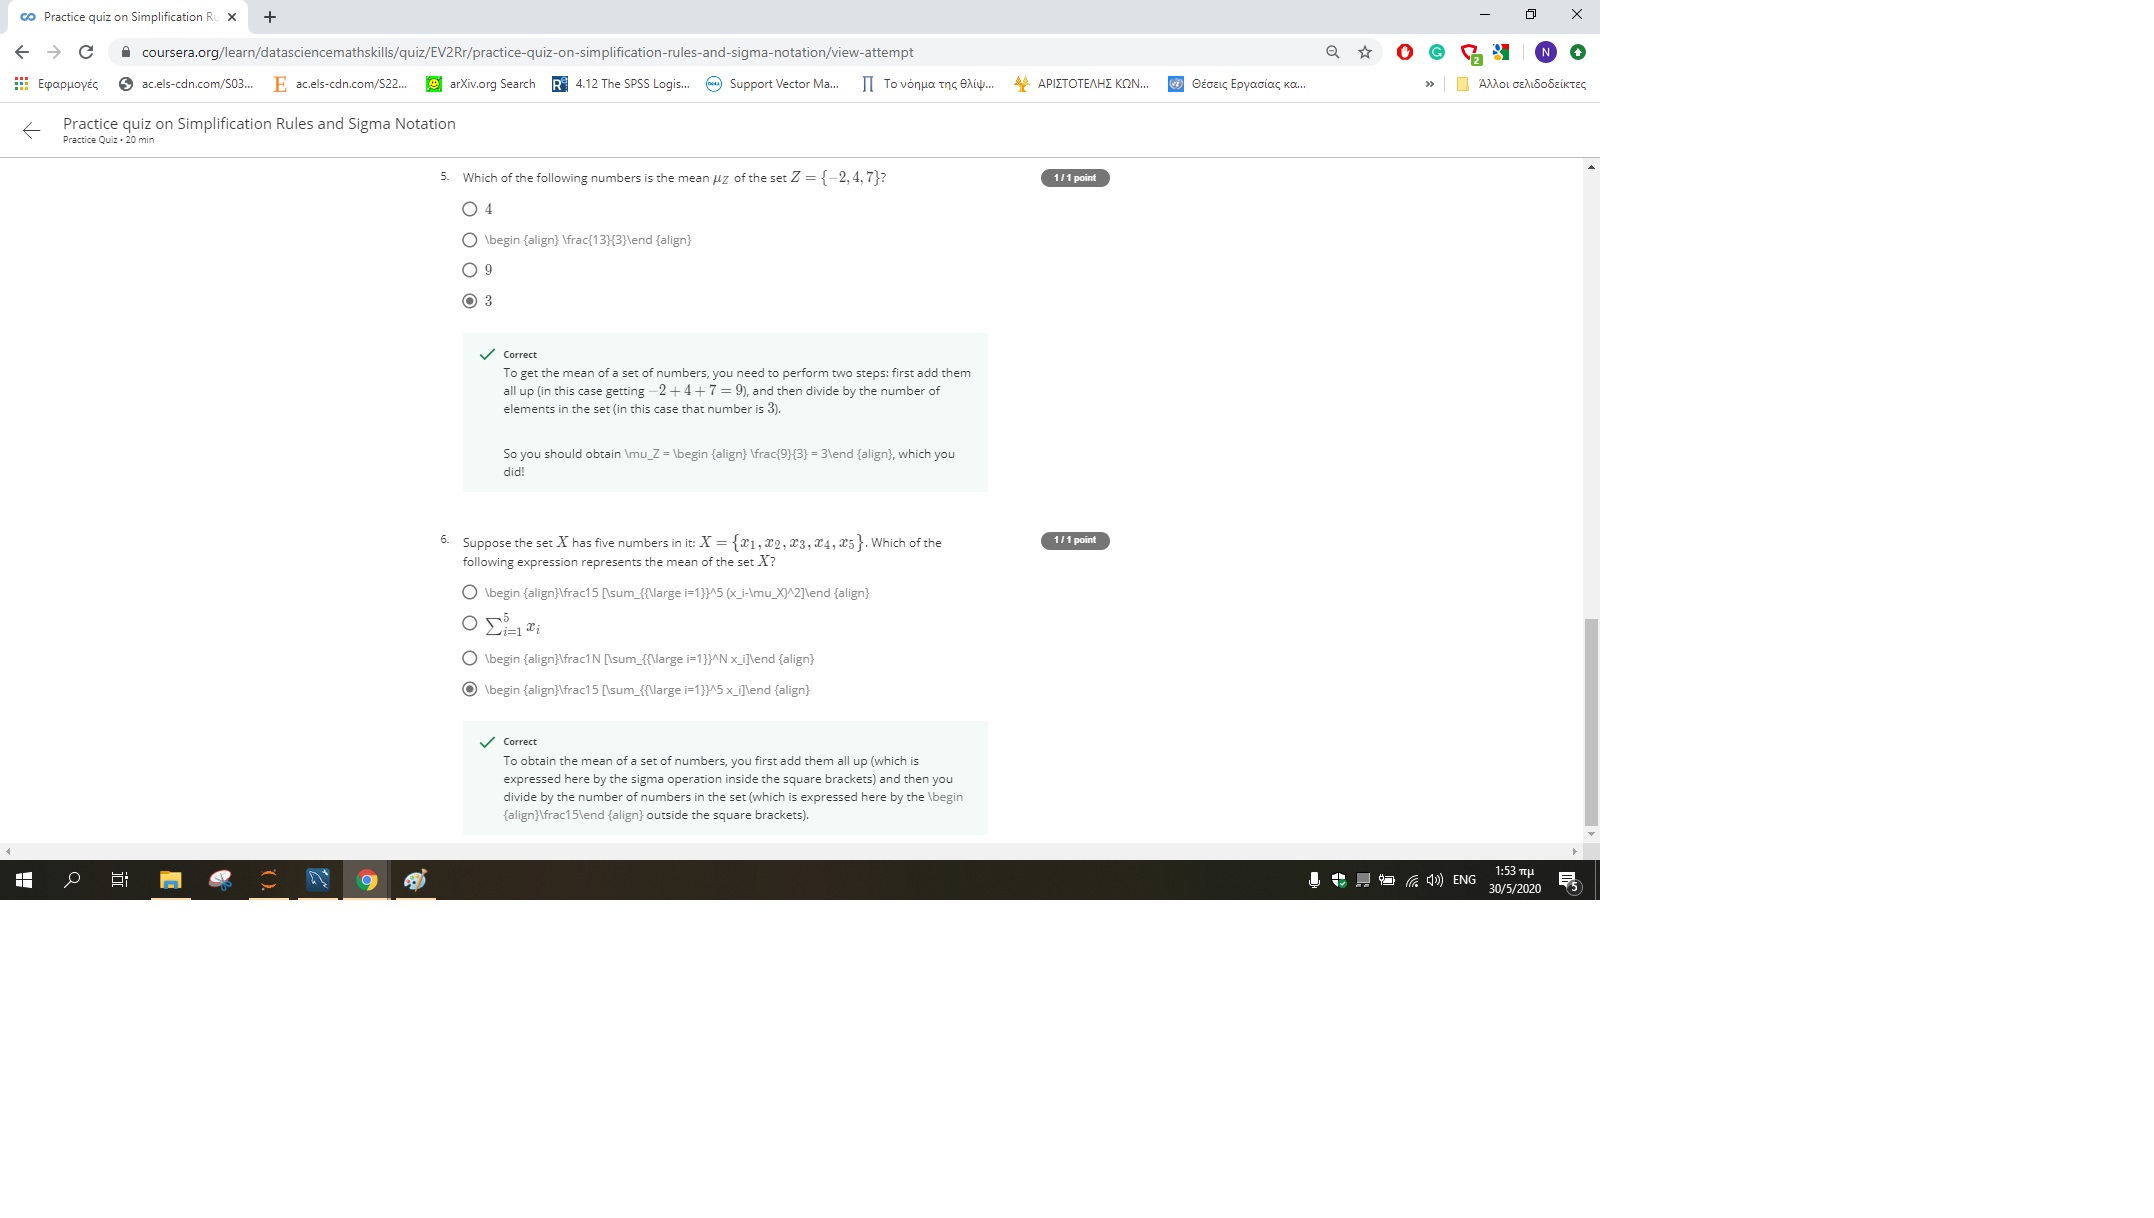 Practice quiz on Simplification Ru
coursera.org/learn/datasciencemathskills/quiz/EV2Rr/practice-quiz-on-simplification-rules-and-sigma-notation/view-attempt
Εφαρμογές ac.els-cdn.com/S03... ac.els-cdn.com/S22... arXiv.org Search 4.12 The SPSS Logis... Support Vector Ma... Το νόημα της θλίψ... ΑΡΙΣΤΟΤΕΛΗΣ ΚΩΝ... Θέσεις Εργασίας κα... » Άλλοι σελιδοδείκτες
Practice quiz on Simplification Rules and Sigma Notation
Practice Quiz • 20 min
5. Which of the following numbers is the mean μ_Z of the set Z = {−2, 4, 7}? 1 / 1 point
4
\begin {align} \frac{13}{3}\end {align}
9
3
Correct
To get the mean of a set of numbers, you need to perform two steps: first add them
all up (in this case getting −2 + 4 + 7 = 9), and then divide by the number of
elements in the set (in this case that number is 3).
So you should obtain \mu_Z = \begin {align} \frac{9}{3} = 3\end {align}, which you
did!
6. Suppose the set X has five numbers in it: X = {x₁, x₂, x₃, x₄, x₅}. Which of the 1 / 1 point
following expression represents the mean of the set X?
\begin {align}\frac15 [\sum_{{\large i=1}}^5 (x_i-\mu_X)^2]\end {align}
∑_{i=1}^5 x_i
\begin {align}\frac1N [\sum_{{\large i=1}}^N x_i]\end {align}
\begin {align}\frac15 [\sum_{{\large i=1}}^5 x_i]\end {align}
Correct
To obtain the mean of a set of numbers, you first add them all up (which is
expressed here by the sigma operation inside the square brackets) and then you
divide by the number of numbers in the set (which is expressed here by the \begin
{align}\frac15\end {align} outside the square brackets).
ENG 1:53 πμ
30/5/2020 5